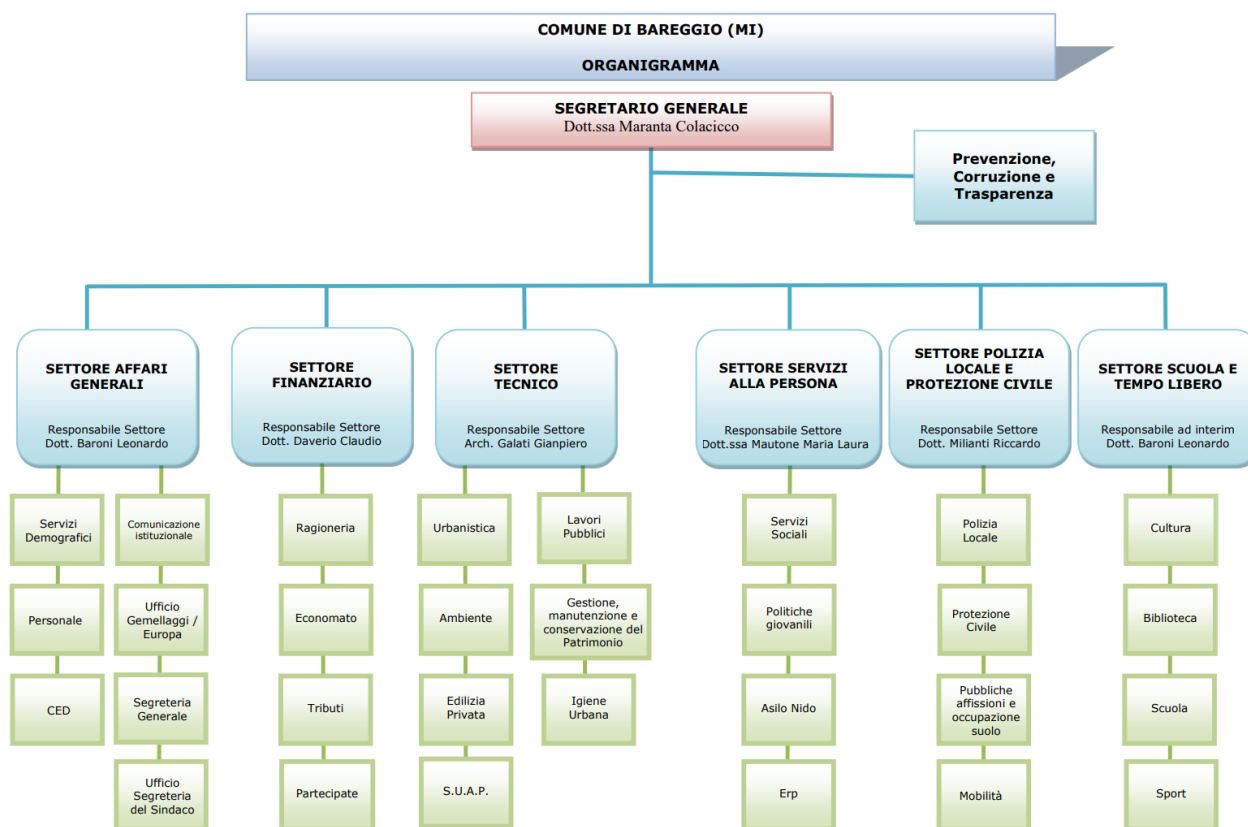 COMUNE DI BAREGGIO (MI)
ORGANIGRAMMA
SEGRETARIO GENERALE
Dott.ssa Maranta Colacicco
Prevenzione,
Corruzione e
Trasparenza
SETTORE AFFARI
GENERALI
Responsabile Settore
Dott. Baroni Leonardo
SETTORE
FINANZIARIO
Responsabile Settore
Dott. Daverio Claudio
SETTORE
TECNICO
Responsabile Settore
Arch. Galati Gianpiero
SETTORE SERVIZI
ALLA PERSONA
Responsabile Settore
Dott.ssa Mautone Maria Laura
SETTORE POLIZIA
LOCALE E
PROTEZIONE CIVILE
Responsabile Settore
Dott. Milianti Riccardo
SETTORE SCUOLA E
TEMPO LIBERO
Responsabile ad interim
Dott. Baroni Leonardo
Servizi
Demografici
Personale
CED
Comunicazione
istituzionale
Ufficio
Gemellaggi /
Europa
Segreteria
Generale
Ufficio
Segreteria
del Sindaco
Ragioneria
Economato
Tributi
Partecipate
Urbanistica
Ambiente
Edilizia
Privata
S.U.A.P.
Lavori
Pubblici
Gestione,
manutenzione e
conservazione del
Patrimonio
Igiene
Urbana
Servizi
Sociali
Politiche
giovanili
Asilo Nido
Erp
Polizia
Locale
Protezione
Civile
Pubbliche
affissioni e
occupazione
suolo
Mobilità
Cultura
Biblioteca
Scuola
Sport